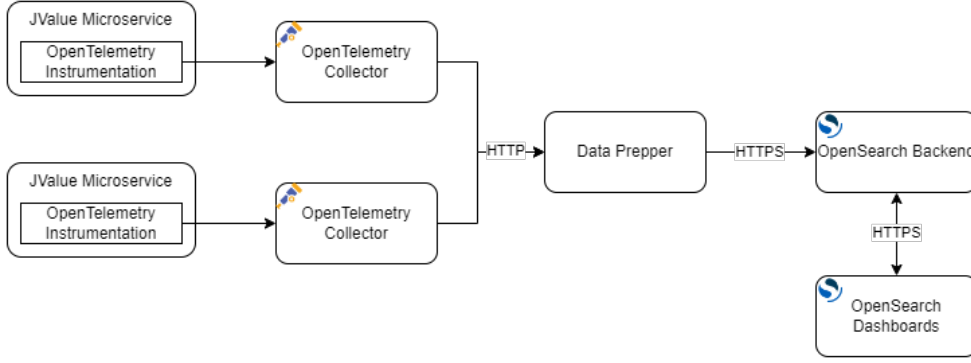 JValue Microservice
OpenTelemetry
Instrumentation
OpenTelemetry
Collector
HTTP
Data Prepper
HTTPS
OpenSearch Backend
JValue Microservice
OpenTelemetry
Instrumentation
OpenTelemetry
Collector
HTTPS
OpenSearch
Dashboards